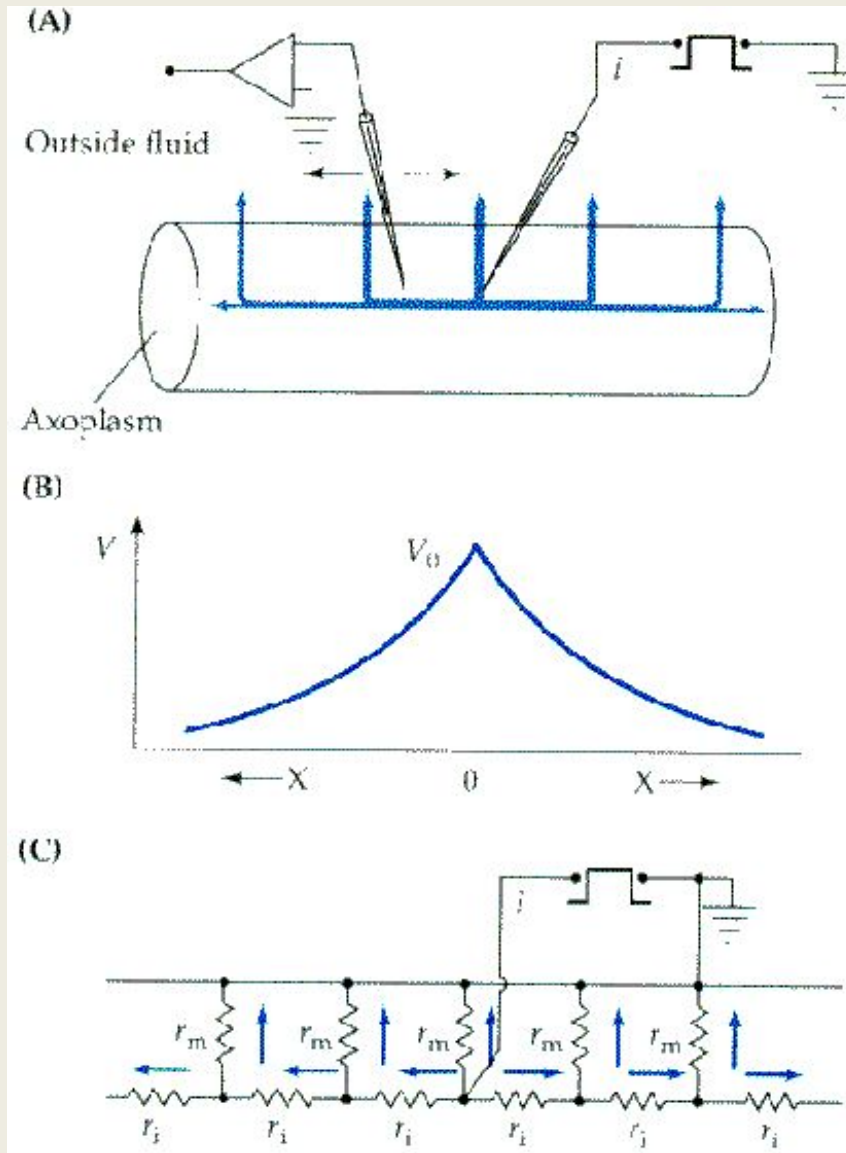 (A)
i
Outside fluid
Axoplasm
(B)
V
V₀
X 0 X
(C)
i
rₘ rₘ rₘ rₘ rₘ
rᵢ rᵢ rᵢ rᵢ rᵢ rᵢ